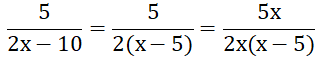 5/(2x − 10) = 5/(2(x − 5)) = 5x/(2x(x − 5))